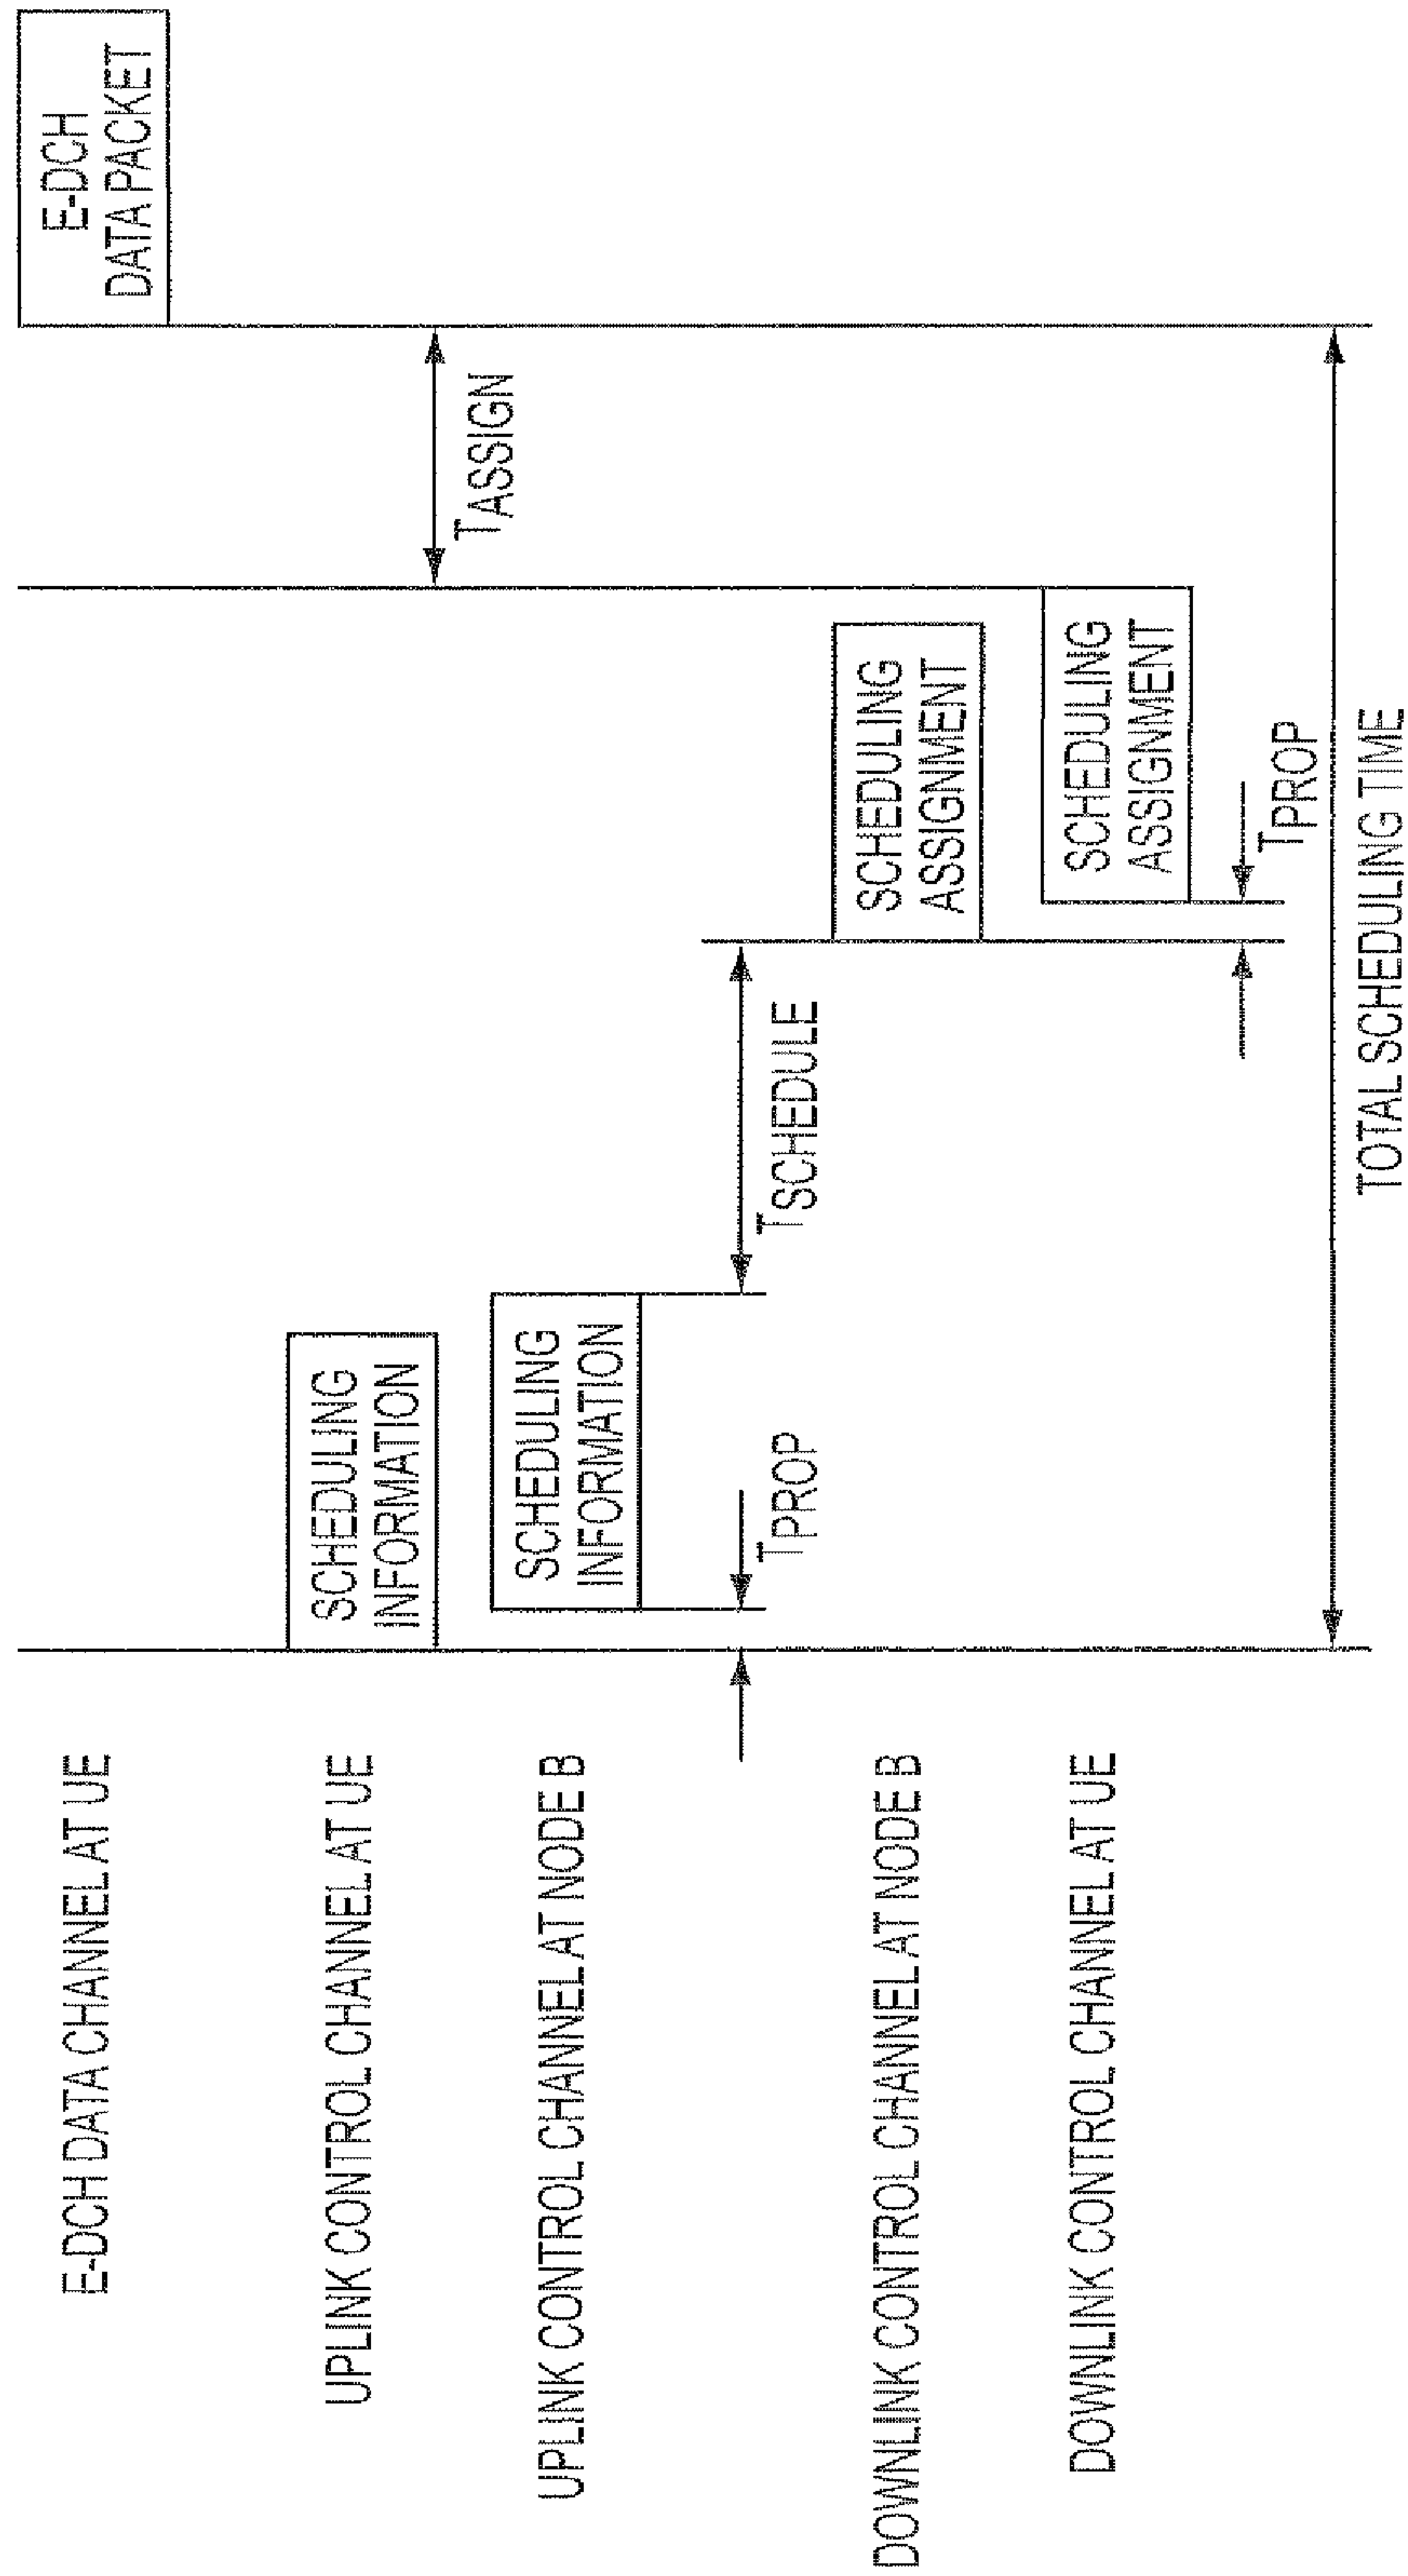 E-DCH DATA CHANNEL AT UE
E-DCH
DATA PACKET
UPLINK CONTROL CHANNEL AT UE
SCHEDULING
INFORMATION
TASSIGN
UPLINK CONTROL CHANNEL AT NODE B
SCHEDULING
INFORMATION
TPROP
TSCHEDULE
DOWNLINK CONTROL CHANNEL AT NODE B
SCHEDULING
ASSIGNMENT
DOWNLINK CONTROL CHANNEL AT UE
SCHEDULING
ASSIGNMENT
TPROP
TOTAL SCHEDULING TIME